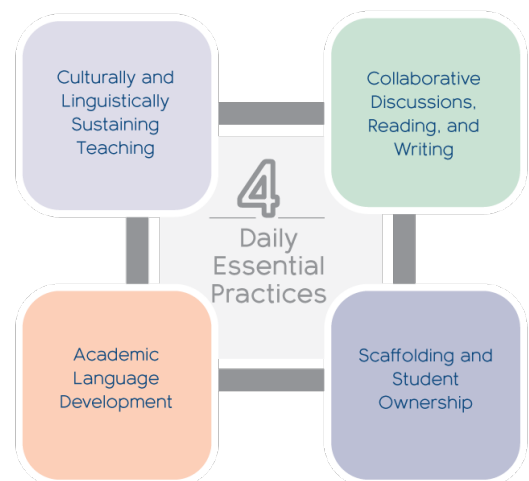 Culturally and
Linguistically
Sustaining
Teaching
Collaborative
Discussions,
Reading, and
Writing
4
Daily
Essential
Practices
Academic
Language
Development
Scaffolding and
Student
Ownership